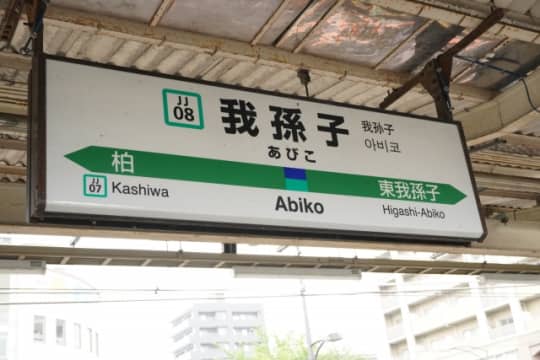 JJ
08
我孫子
我孙子
아비코
あびこ
柏
東我孫子
JJ
07
Kashiwa
Abiko
Higashi-Abiko